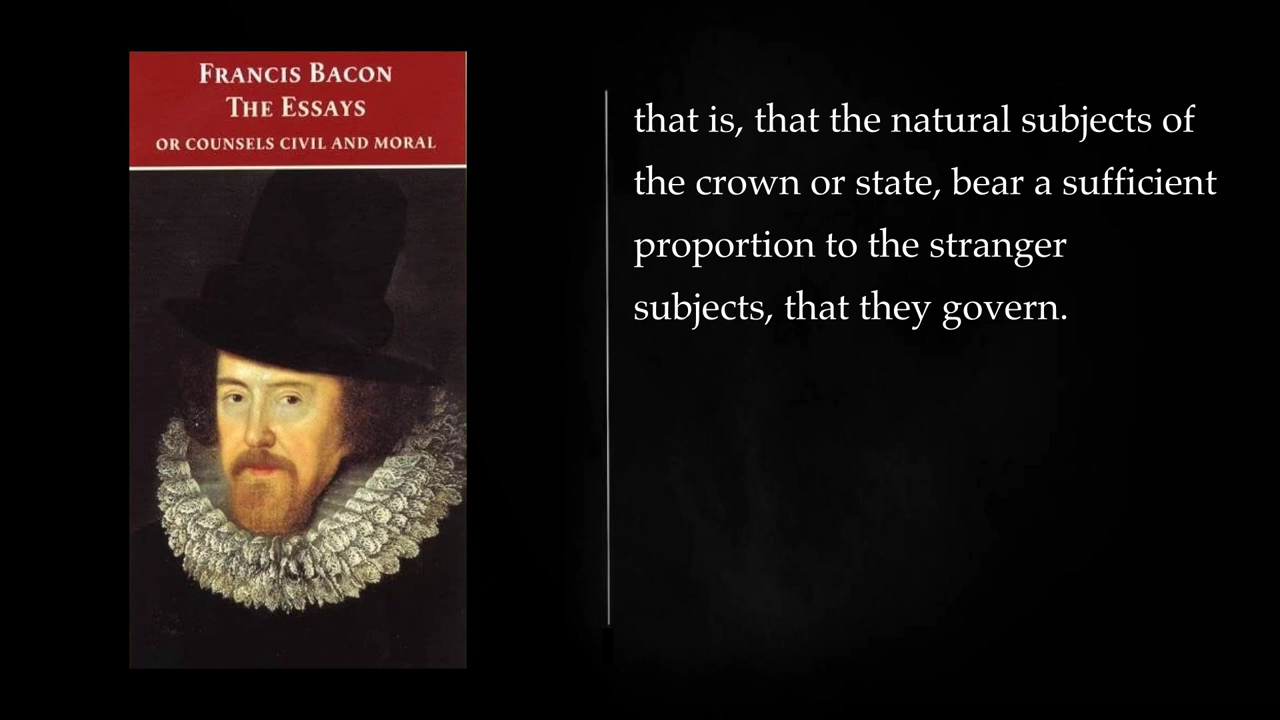 FRANCIS BACON
THE ESSAYS
OR COUNSELS CIVIL AND MORAL
that is, that the natural subjects of
the crown or state, bear a sufficient
proportion to the stranger
subjects, that they govern.